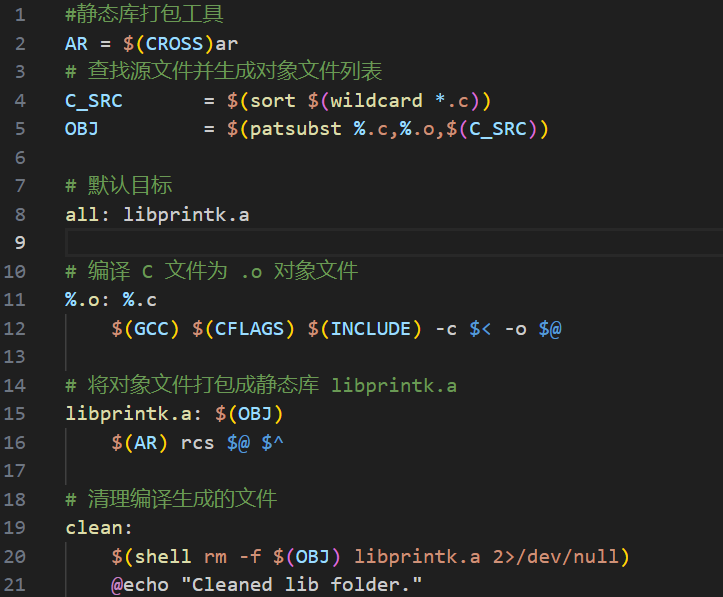 1 #静态库打包工具
2 AR = $(CROSS)ar
3 # 查找源文件并生成对象文件列表
4 C_SRC       = $(sort $(wildcard *.c))
5 OBJ         = $(patsubst %.c,%.o,$(C_SRC))
6
7 # 默认目标
8 all: libprintk.a
9
10 # 编译 C 文件为 .o 对象文件
11 %.o: %.c
12     $(GCC) $(CFLAGS) $(INCLUDE) -c $< -o $@
13
14 # 将对象文件打包成静态库 libprintk.a
15 libprintk.a: $(OBJ)
16     $(AR) rcs $@ $^
17
18 # 清理编译生成的文件
19 clean:
20     $(shell rm -f $(OBJ) libprintk.a 2>/dev/null)
21     @echo "Cleaned lib folder."